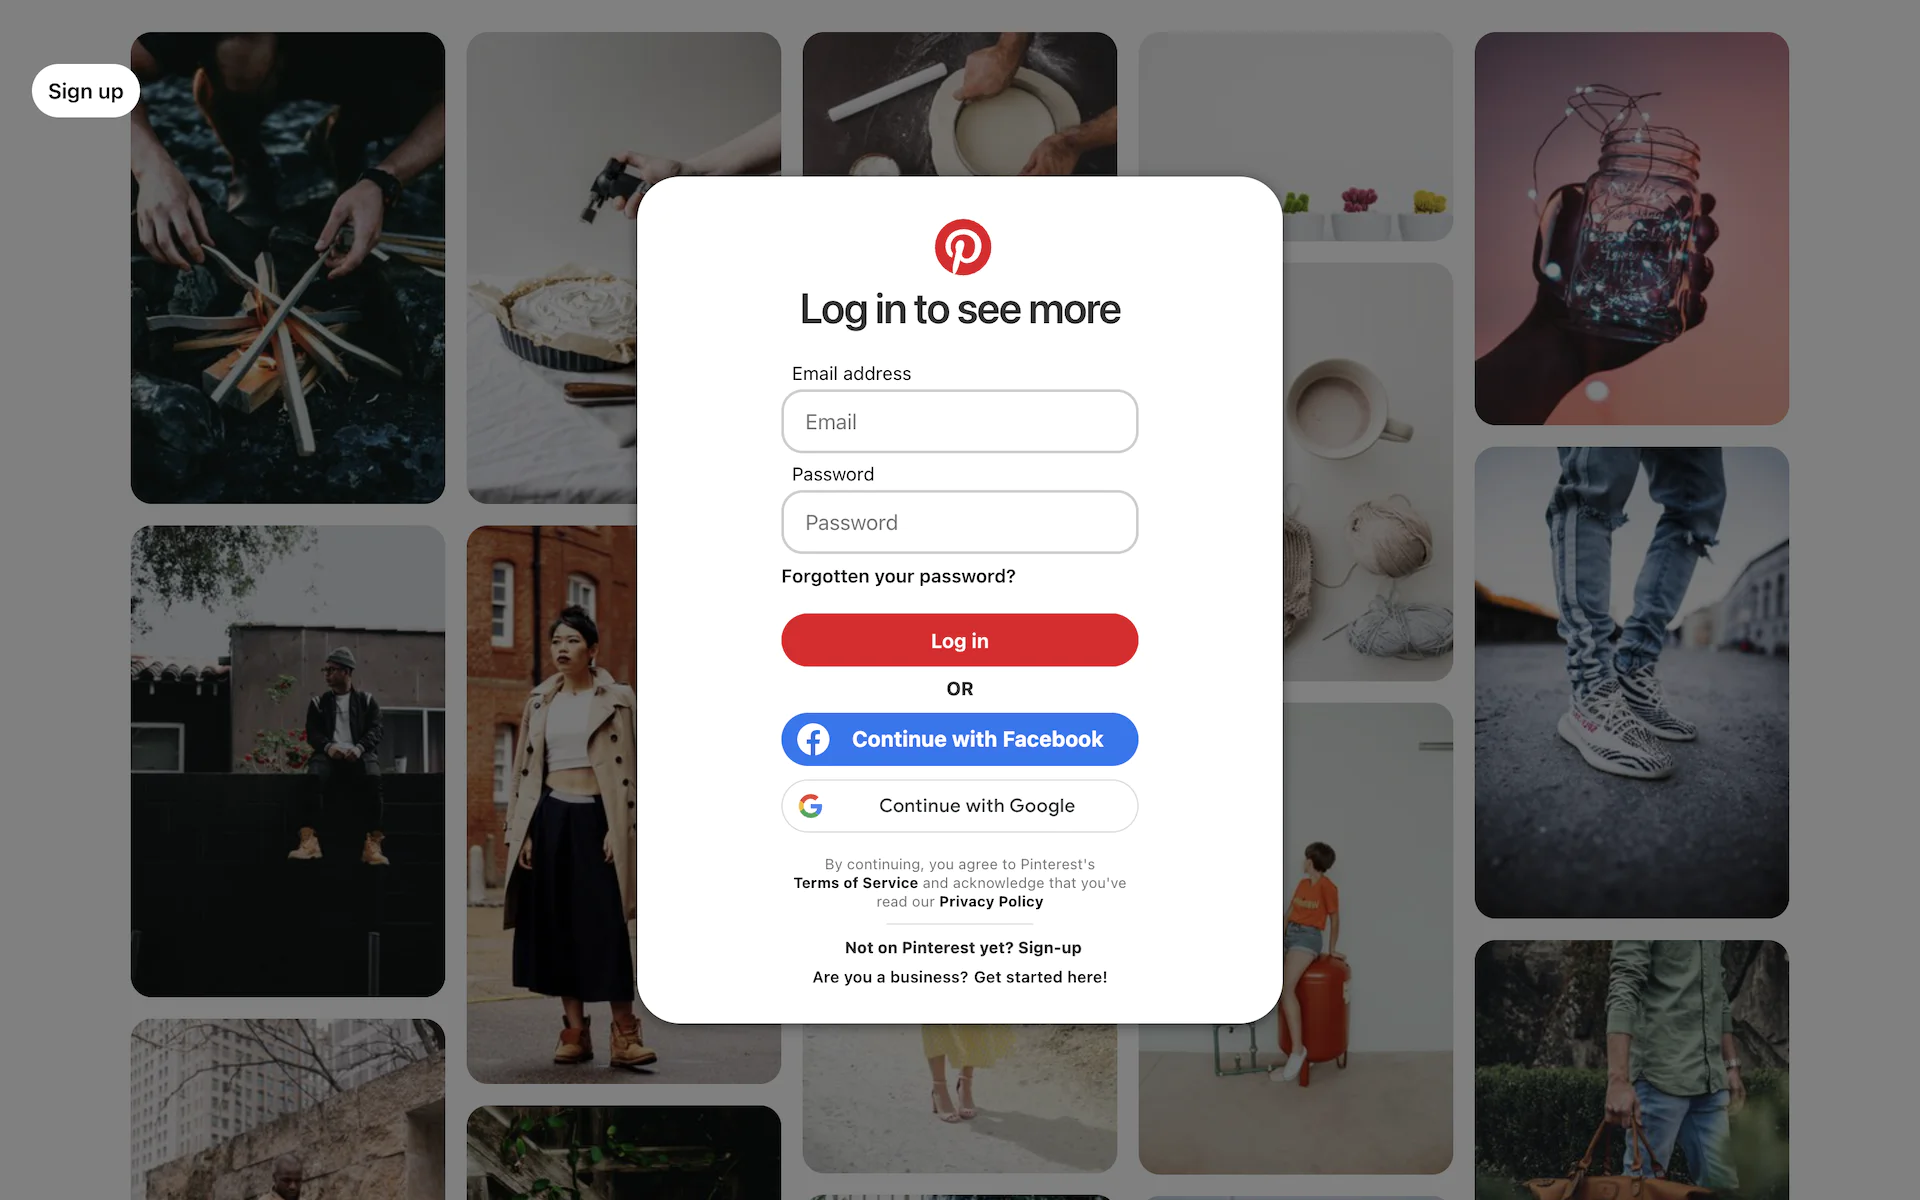 Sign up
Log in to see more
Email address
Email
Password
Password
Forgotten your password?
Log in
OR
Continue with Facebook
Continue with Google
By continuing, you agree to Pinterest's
Terms of Service and acknowledge that you've
read our Privacy Policy
Not on Pinterest yet? Sign-up
Are you a business? Get started here!